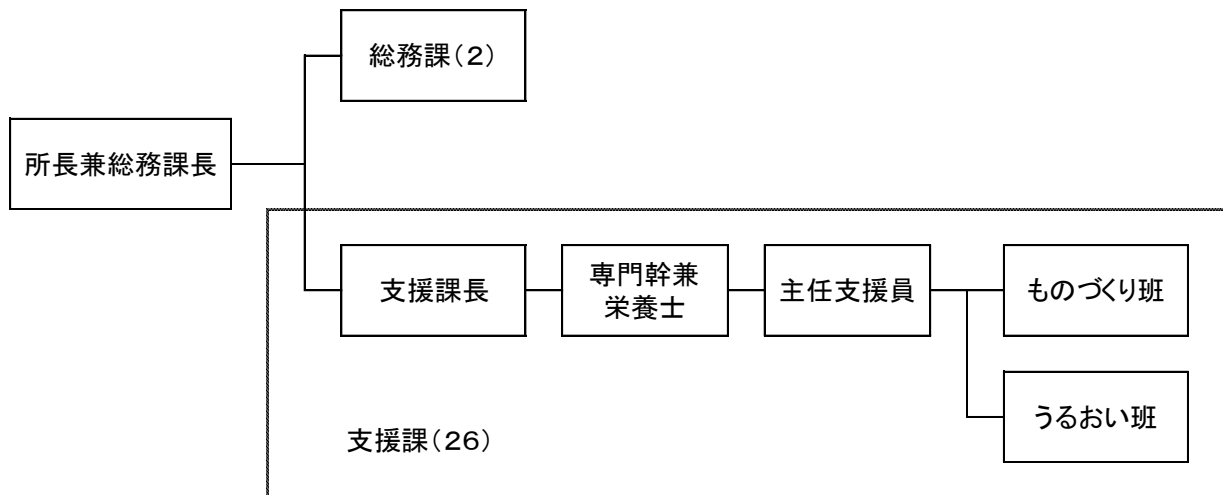 総務課(2)
所長兼総務課長
支援課長
専門幹兼
栄養士
主任支援員
ものづくり班
うるおい班
支援課(26)